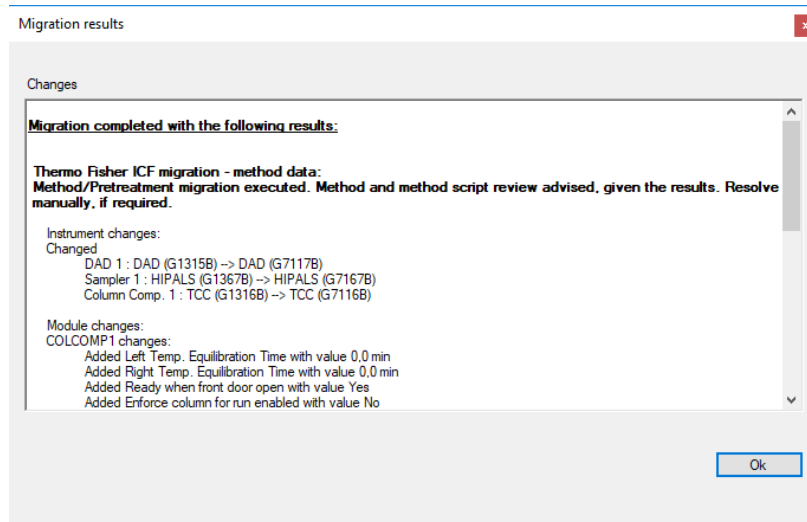 Migration results
x
Changes
Migration completed with the following results:
Thermo Fisher ICF migration - method data:
Method/Pretreatment migration executed. Method and method script review advised, given the results. Resolve
manually, if required.
Instrument changes:
Changed
DAD 1 : DAD (G1315B) --> DAD (G7117B)
Sampler 1 : HIPALS (G1367B) --> HIPALS (G7167B)
Column Comp. 1 : TCC (G1316B) --> TCC (G7116B)
Module changes:
COLCOMP1 changes:
Added Left Temp. Equilibration Time with value 0,0 min
Added Right Temp. Equilibration Time with value 0,0 min
Added Ready when front door open with value Yes
Added Enforce column for run enabled with value No
Ok